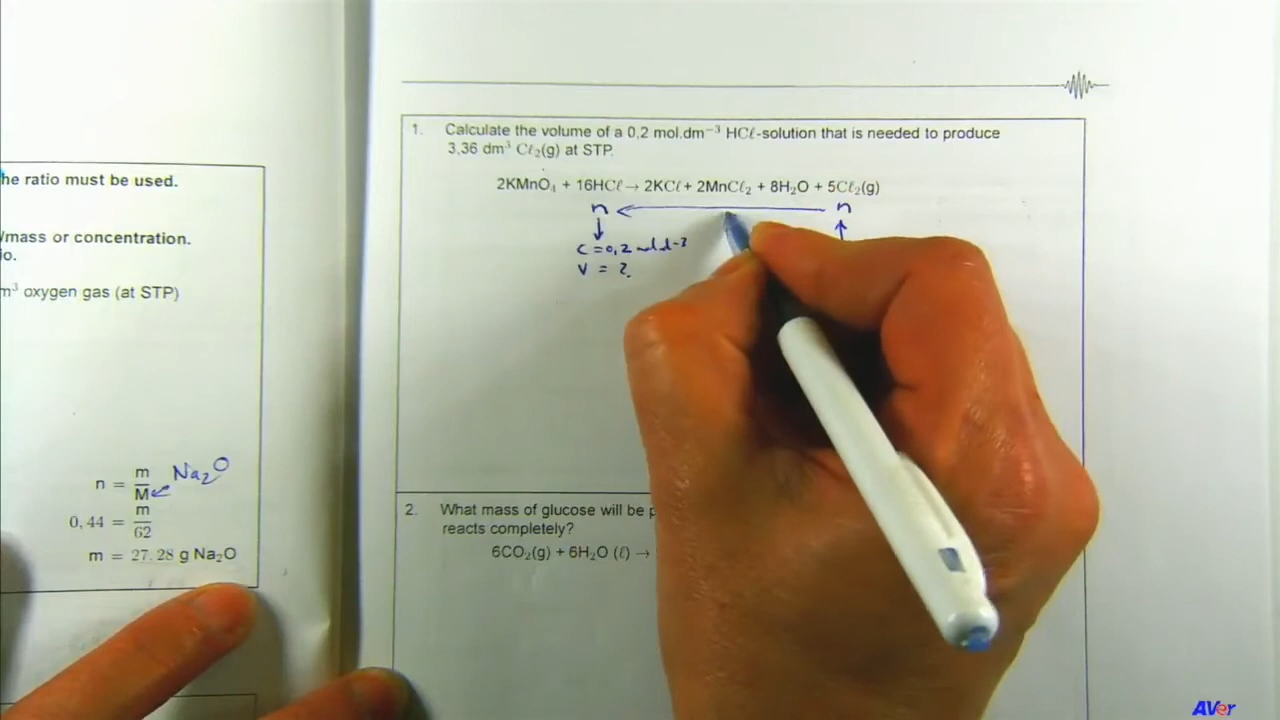 he ratio must be used.
/mass or concentration.
io.
m³ oxygen gas (at STP)
n = m/M Na₂O
0,44 = m/62
m = 27.28 g Na₂O
1. Calculate the volume of a 0,2 mol.dm⁻³ HCℓ-solution that is needed to produce
3,36 dm³ Cℓ₂(g) at STP.
2KMnO₄ + 16HCℓ → 2KCℓ + 2MnCℓ₂ + 8H₂O + 5Cℓ₂(g)
n ← n
↓ ↑
C = 0,2
V = ?
2. What mass of glucose will be p
reacts completely?
6CO₂(g) + 6H₂O (ℓ) →
AVer